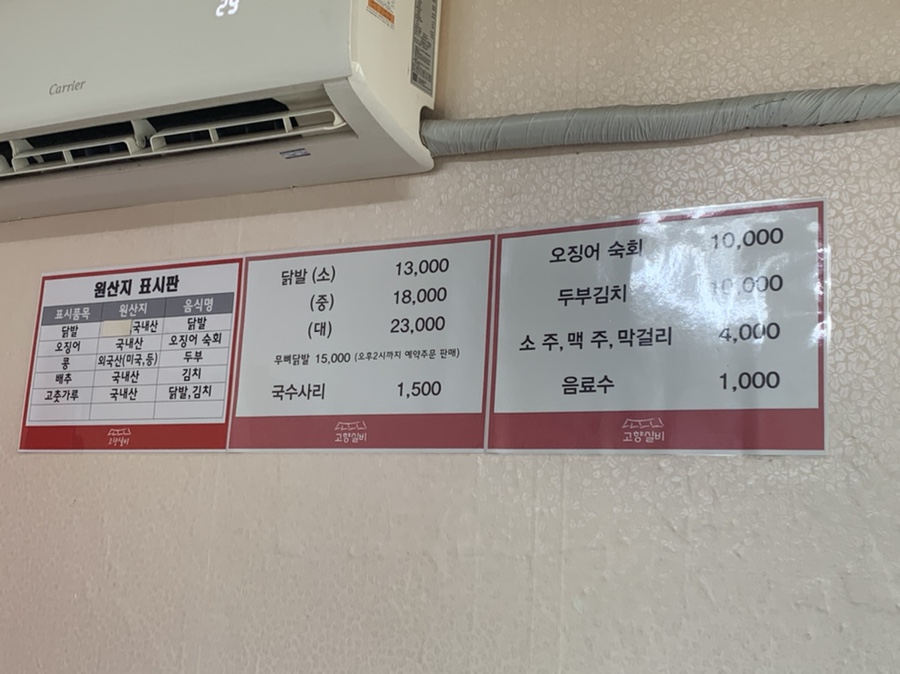 29
Carrier
원산지 표시판
표시품목 원산지 음식명
닭발 국내산 닭발
오징어 국내산 오징어 숙회
콩 외국산(미국,등) 두부
배추 국내산 김치
고춧가루 국내산 닭발,김치
고향실비
닭발 (소) 13,000
(중) 18,000
(대) 23,000
무뼈닭발 15,000 (오후2시까지 예약주문 판매)
국수사리 1,500
고향실비
오징어 숙회 10,000
두부김치 10,000
소 주, 맥 주, 막걸리 4,000
음료수 1,000
고향실비